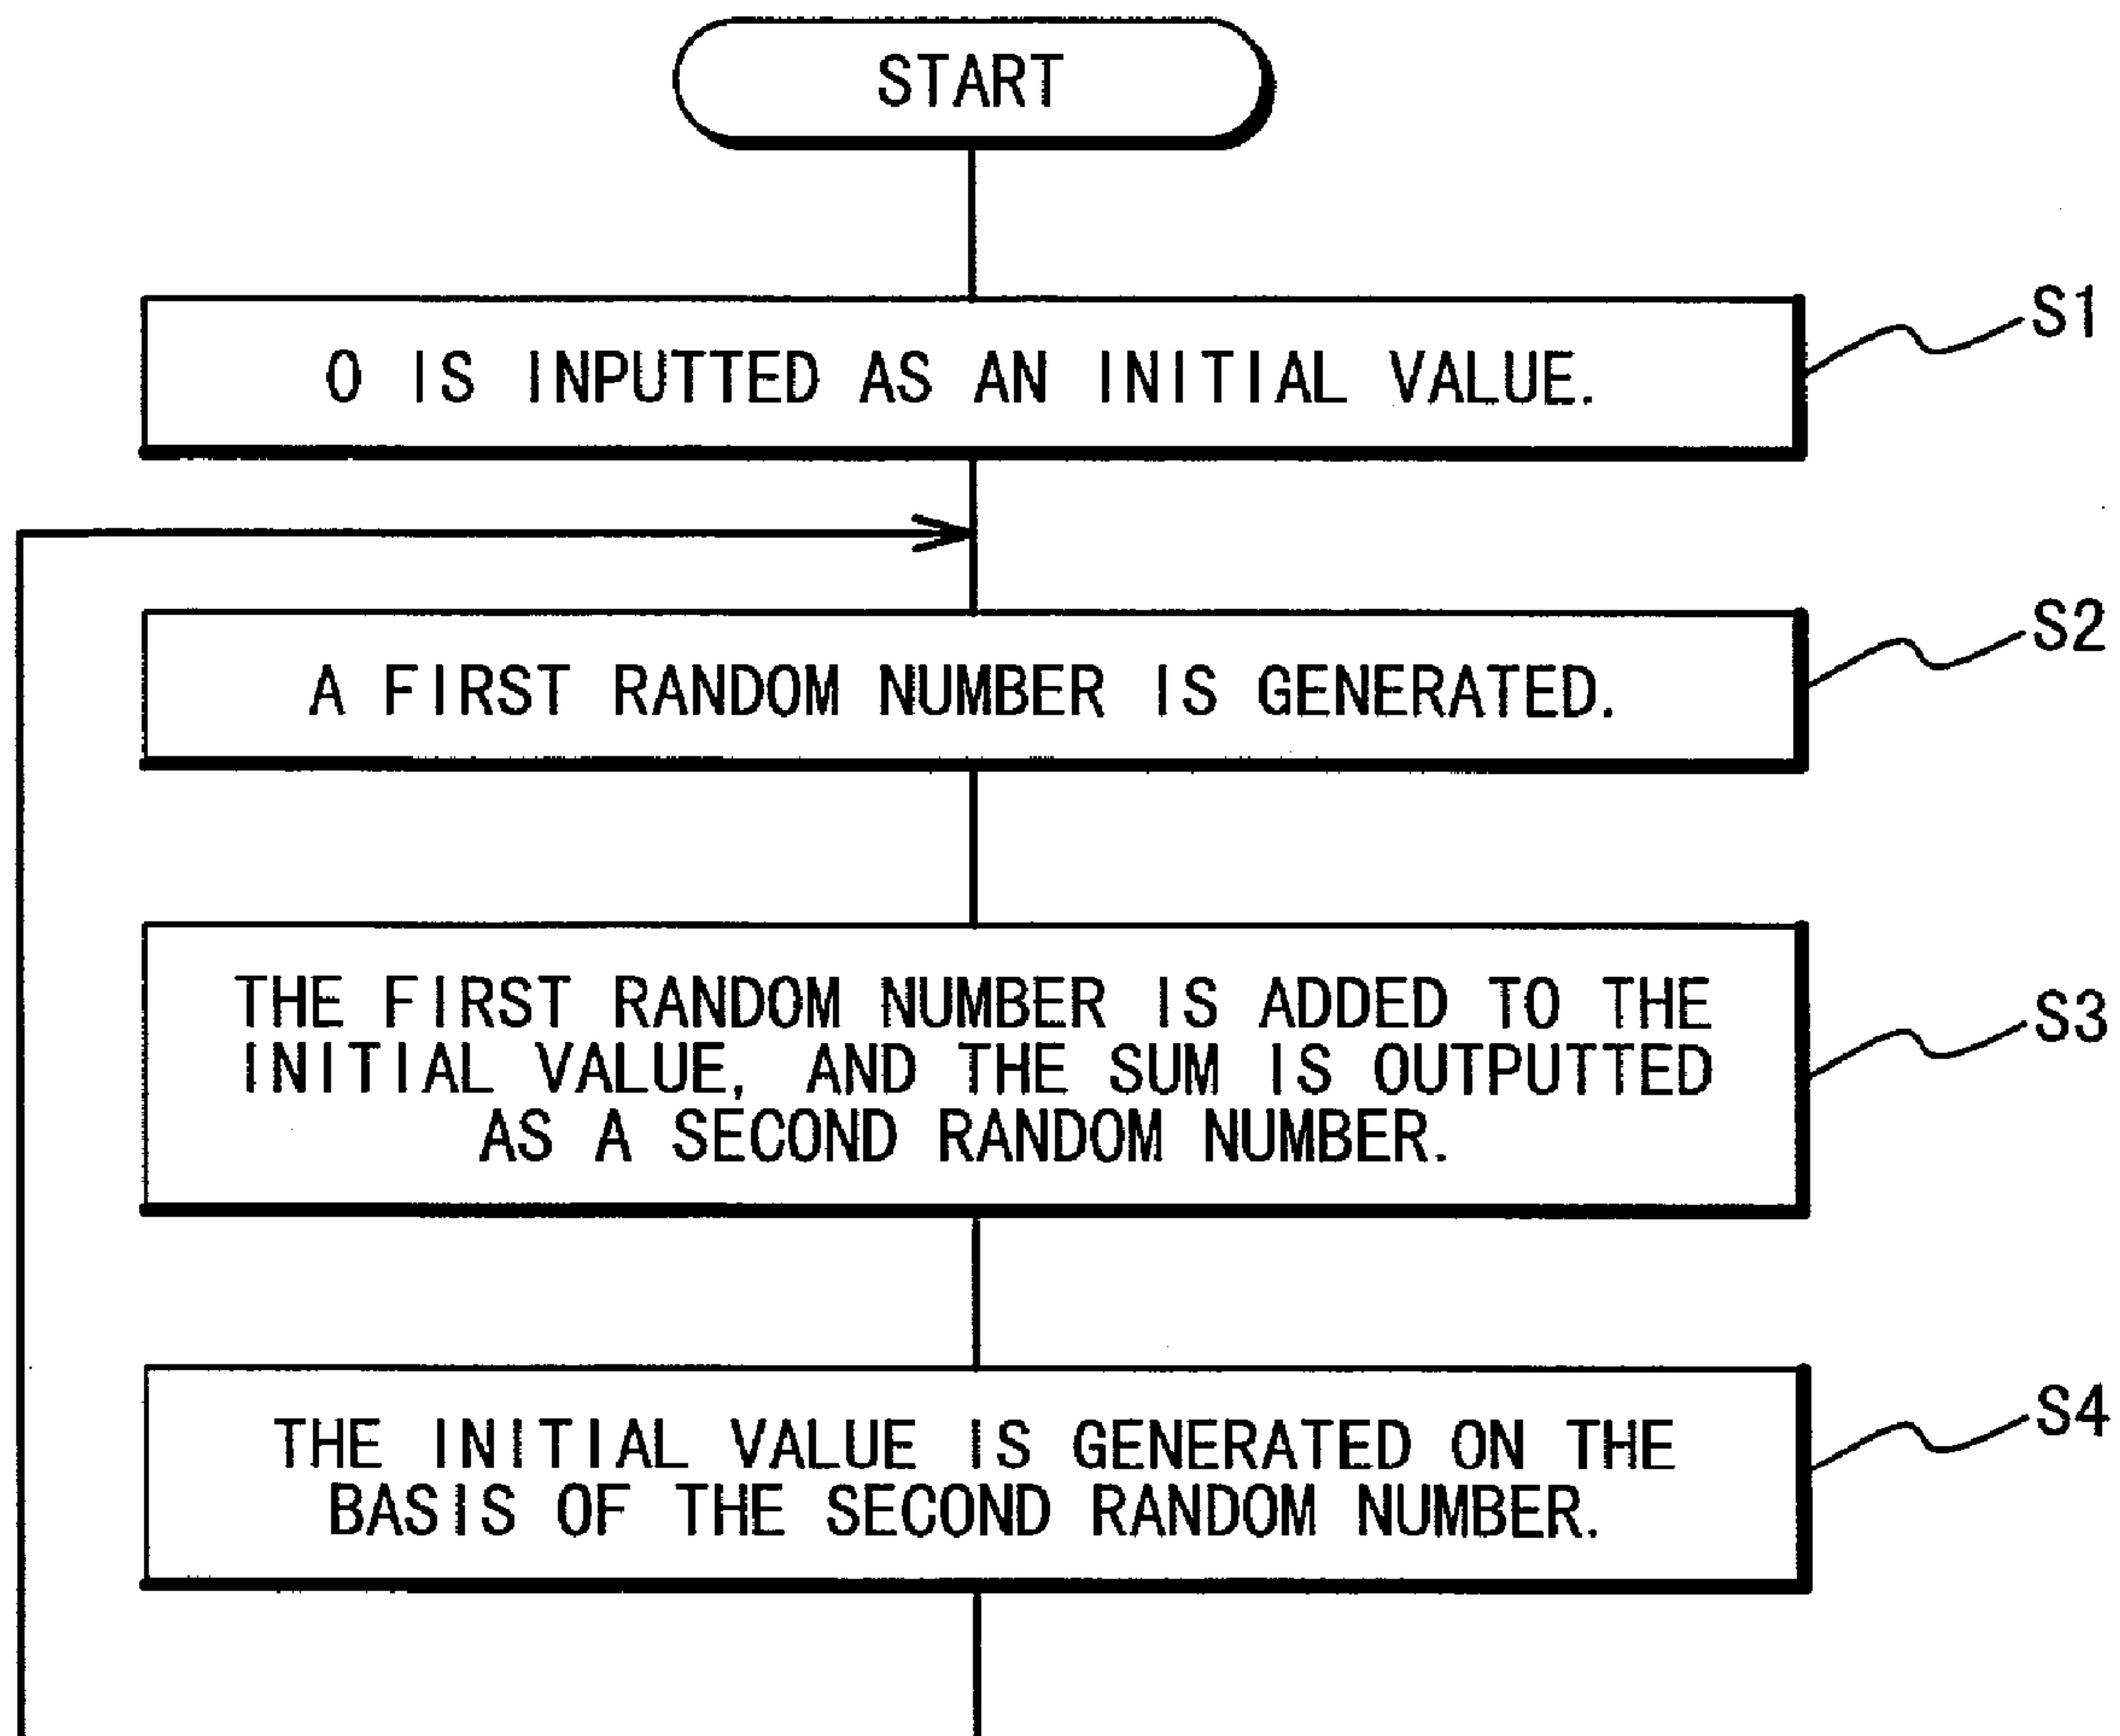 START
0 IS INPUTTED AS AN INITIAL VALUE.
S1
A FIRST RANDOM NUMBER IS GENERATED.
S2
THE FIRST RANDOM NUMBER IS ADDED TO THE
INITIAL VALUE, AND THE SUM IS OUTPUTTED
AS A SECOND RANDOM NUMBER.
S3
THE INITIAL VALUE IS GENERATED ON THE
BASIS OF THE SECOND RANDOM NUMBER.
S4